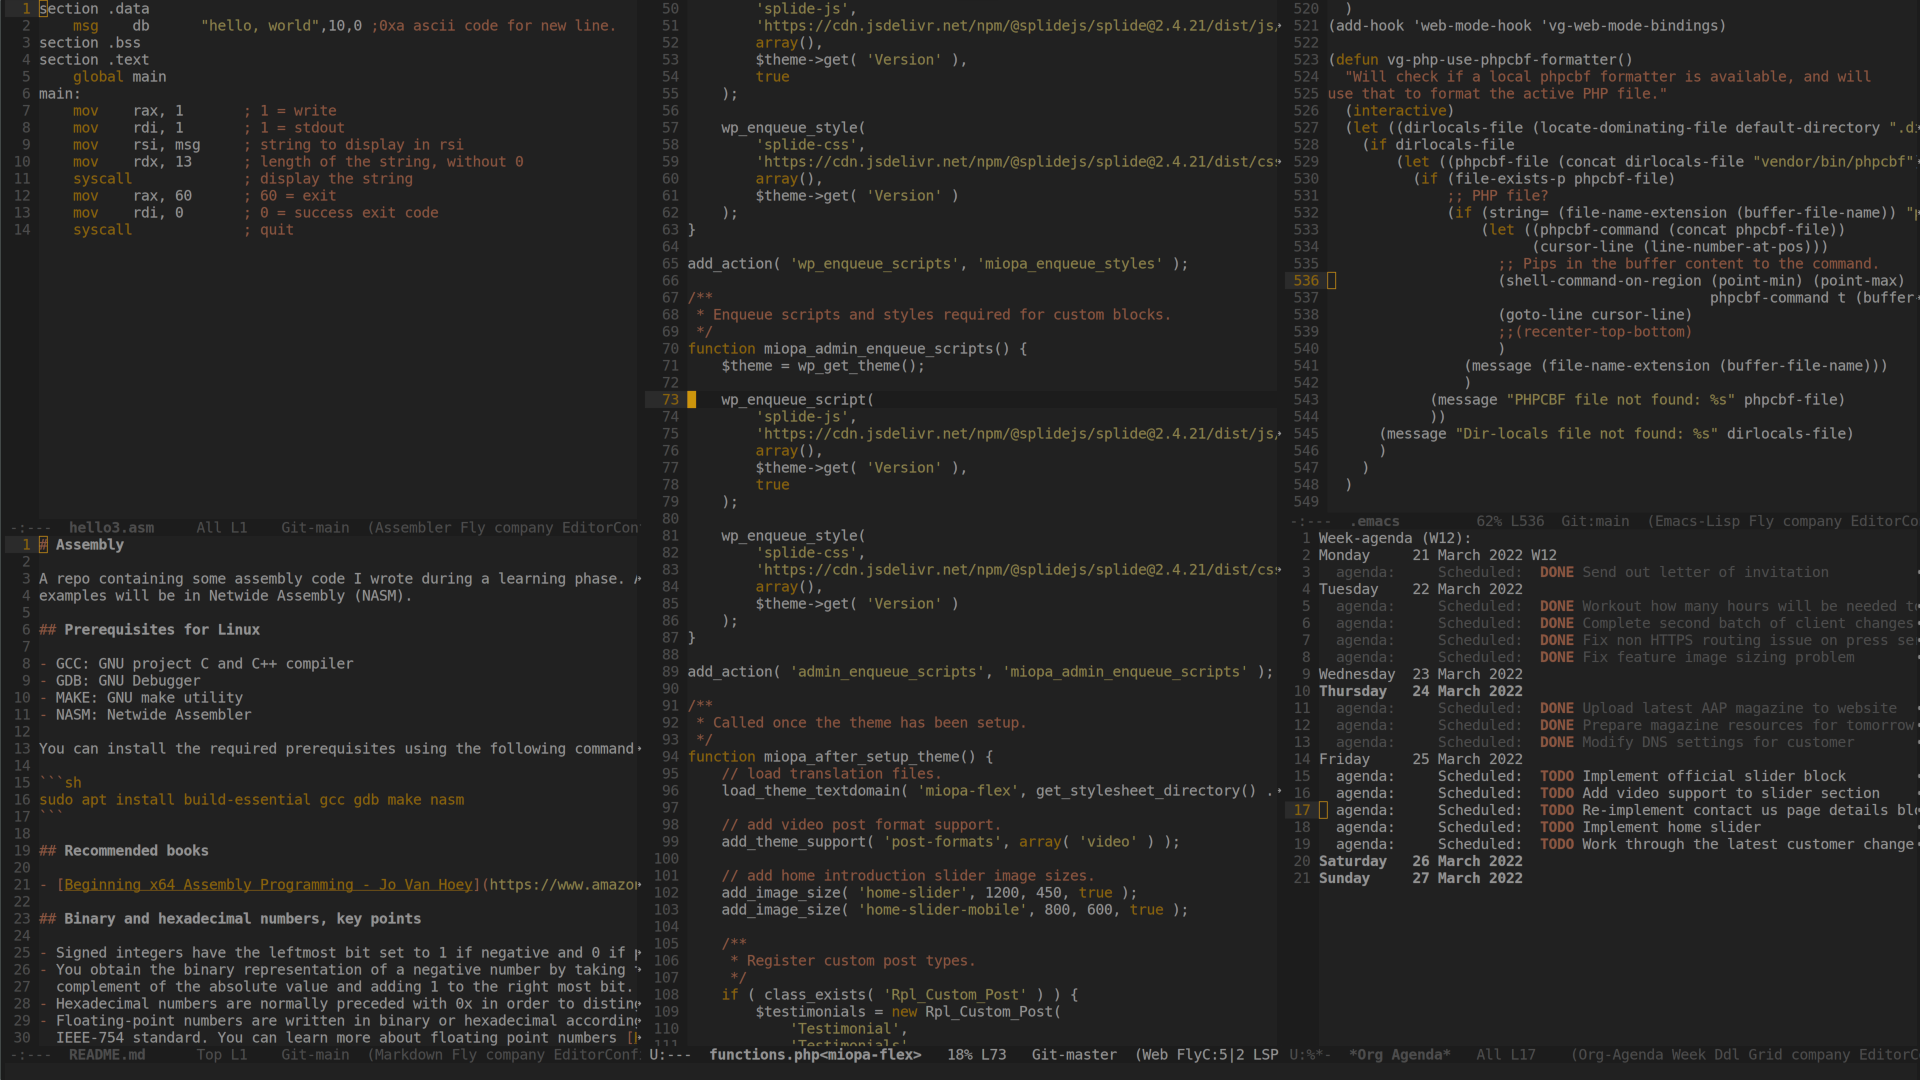 1 section .data
2     msg    db      "hello, world",10,0 ;0xa ascii code for new line.
3 section .bss
4 section .text
5     global main
6 main:
7     mov    rax, 1       ; 1 = write
8     mov    rdi, 1       ; 1 = stdout
9     mov    rsi, msg     ; string to display in rsi
10     mov    rdx, 13      ; length of the string, without 0
11     syscall             ; display the string
12     mov    rax, 60      ; 60 = exit
13     mov    rdi, 0       ; 0 = success exit code
14     syscall             ; quit
-:---  hello3.asm     All L1    Git-main  (Assembler Fly company EditorCon
1 # Assembly
2
3 A repo containing some assembly code I wrote during a learning phase.
4 examples will be in Netwide Assembly (NASM).
5
6 ## Prerequisites for Linux
7
8 - GCC: GNU project C and C++ compiler
9 - GDB: GNU Debugger
10 - MAKE: GNU make utility
11 - NASM: Netwide Assembler
12
13 You can install the required prerequisites using the following command
14
15 ```sh
16 sudo apt install build-essential gcc gdb make nasm
17 ```
18
19 ## Recommended books
20
21 - [Beginning x64 Assembly Programming - Jo Van Hoey](https://www.amazon
22
23 ## Binary and hexadecimal numbers, key points
24
25 - Signed integers have the leftmost bit set to 1 if negative and 0 if
26 - You obtain the binary representation of a negative number by taking
27   complement of the absolute value and adding 1 to the right most bit.
28 - Hexadecimal numbers are normally preceded with 0x in order to disting
29 - Floating-point numbers are written in binary or hexadecimal accordin
30   IEEE-754 standard. You can learn more about floating point numbers [
-:---  README.md      Top L1    Git-main  (Markdown Fly company EditorConf
50         'splide-js',
51         'https://cdn.jsdelivr.net/npm/@splidejs/splide@2.4.21/dist/js/
52         array(),
53         $theme->get( 'Version' ),
54         true
55     );
56
57     wp_enqueue_style(
58         'splide-css',
59         'https://cdn.jsdelivr.net/npm/@splidejs/splide@2.4.21/dist/css
60         array(),
61         $theme->get( 'Version' )
62     );
63 }
64
65 add_action( 'wp_enqueue_scripts', 'miopa_enqueue_styles' );
66
67 /**
68  * Enqueue scripts and styles required for custom blocks.
69  */
70 function miopa_admin_enqueue_scripts() {
71     $theme = wp_get_theme();
72
73     wp_enqueue_script(
74         'splide-js',
75         'https://cdn.jsdelivr.net/npm/@splidejs/splide@2.4.21/dist/js/
76         array(),
77         $theme->get( 'Version' ),
78         true
79     );
80
81     wp_enqueue_style(
82         'splide-css',
83         'https://cdn.jsdelivr.net/npm/@splidejs/splide@2.4.21/dist/css
84         array(),
85         $theme->get( 'Version' )
86     );
87 }
88
89 add_action( 'admin_enqueue_scripts', 'miopa_admin_enqueue_scripts' );
90
91 /**
92  * Called once the theme has been setup.
93  */
94 function miopa_after_setup_theme() {
95     // load translation files.
96     load_theme_textdomain( 'miopa-flex', get_stylesheet_directory() .
97
98     // add video post format support.
99     add_theme_support( 'post-formats', array( 'video' ) );
100
101     // add home introduction slider image sizes.
102     add_image_size( 'home-slider', 1200, 450, true );
103     add_image_size( 'home-slider-mobile', 800, 600, true );
104
105     /**
106      * Register custom post types.
107      */
108     if ( class_exists( 'Rpl_Custom_Post' ) ) {
109         $testimonials = new Rpl_Custom_Post(
110             'Testimonial',
111             'Testimonials'
U:---  functions.php<miopa-flex>   18% L73   Git-master  (Web FlyC:5|2 LSP
520   )
521 (add-hook 'web-mode-hook 'vg-web-mode-bindings)
522
523 (defun vg-php-use-phpcbf-formatter()
524   "Will check if a local phpcbf formatter is available, and will
525 use that to format the active PHP file."
526   (interactive)
527   (let ((dirlocals-file (locate-dominating-file default-directory ".di
528     (if dirlocals-file
529         (let ((phpcbf-file (concat dirlocals-file "vendor/bin/phpcbf"
530           (if (file-exists-p phpcbf-file)
531               ;; PHP file?
532               (if (string= (file-name-extension (buffer-file-name)) "p
533                   (let ((phpcbf-command (concat phpcbf-file))
534                         (cursor-line (line-number-at-pos)))
535                     ;; Pips in the buffer content to the command.
536                     (shell-command-on-region (point-min) (point-max)
537                                              phpcbf-command t (buffer-
538                     (goto-line cursor-line)
539                     ;;(recenter-top-bottom)
540                     )
541                 (message (file-name-extension (buffer-file-name)))
542                 )
543             (message "PHPCBF file not found: %s" phpcbf-file)
544             ))
545       (message "Dir-locals file not found: %s" dirlocals-file)
546       )
547     )
548   )
549
-:---  .emacs         62% L536  Git:main  (Emacs-Lisp Fly company EditorCo
1 Week-agenda (W12):
2 Monday     21 March 2022 W12
3   agenda:     Scheduled:  DONE Send out letter of invitation
4 Tuesday    22 March 2022
5   agenda:     Scheduled:  DONE Workout how many hours will be needed t
6   agenda:     Scheduled:  DONE Complete second batch of client changes
7   agenda:     Scheduled:  DONE Fix non HTTPS routing issue on press se
8   agenda:     Scheduled:  DONE Fix feature image sizing problem
9 Wednesday  23 March 2022
10 Thursday   24 March 2022
11   agenda:     Scheduled:  DONE Upload latest AAP magazine to website
12   agenda:     Scheduled:  DONE Prepare magazine resources for tomorrow
13   agenda:     Scheduled:  DONE Modify DNS settings for customer
14 Friday     25 March 2022
15   agenda:     Scheduled:  TODO Implement official slider block
16   agenda:     Scheduled:  TODO Add video support to slider section
17   agenda:     Scheduled:  TODO Re-implement contact us page details bl
18   agenda:     Scheduled:  TODO Implement home slider
19   agenda:     Scheduled:  TODO Work through the latest customer change
20 Saturday   26 March 2022
21 Sunday     27 March 2022
U:%*-  *Org Agenda*   All L17    (Org-Agenda Week Ddl Grid company EditorC